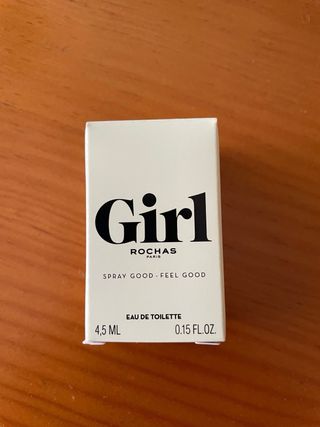 Girl
ROCHAS
PARIS
SPRAY GOOD - FEEL GOOD
EAU DE TOILETTE
4,5 ML 0.15 FL.OZ.